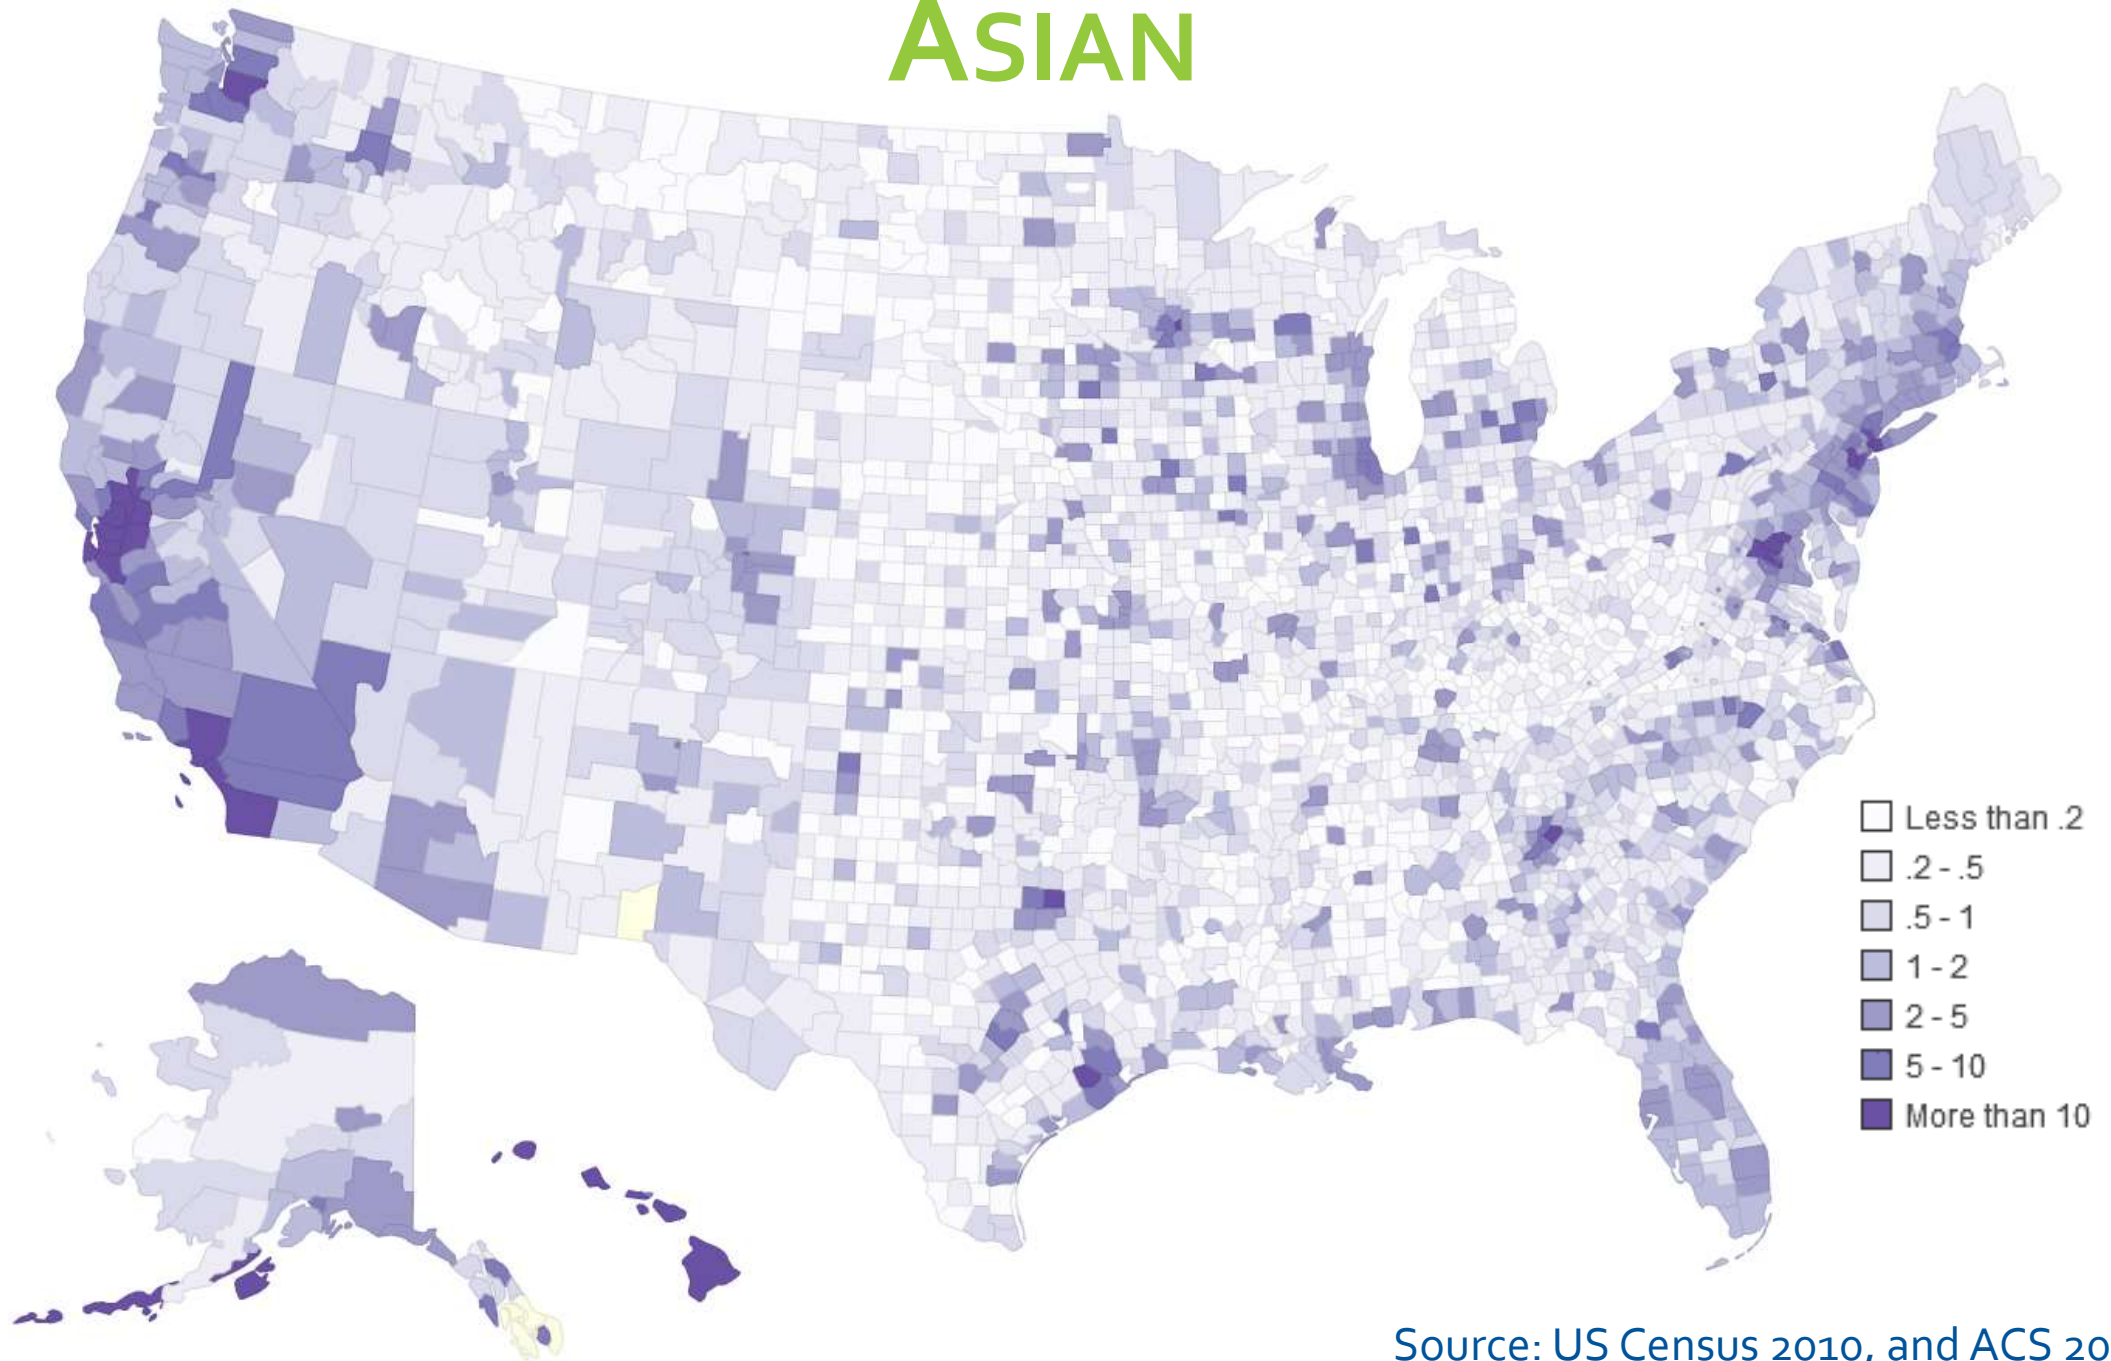 ASIAN
Less than .2
.2 - .5
.5 - 1
1 - 2
2 - 5
5 - 10
More than 10
Source: US Census 2010, and ACS 20